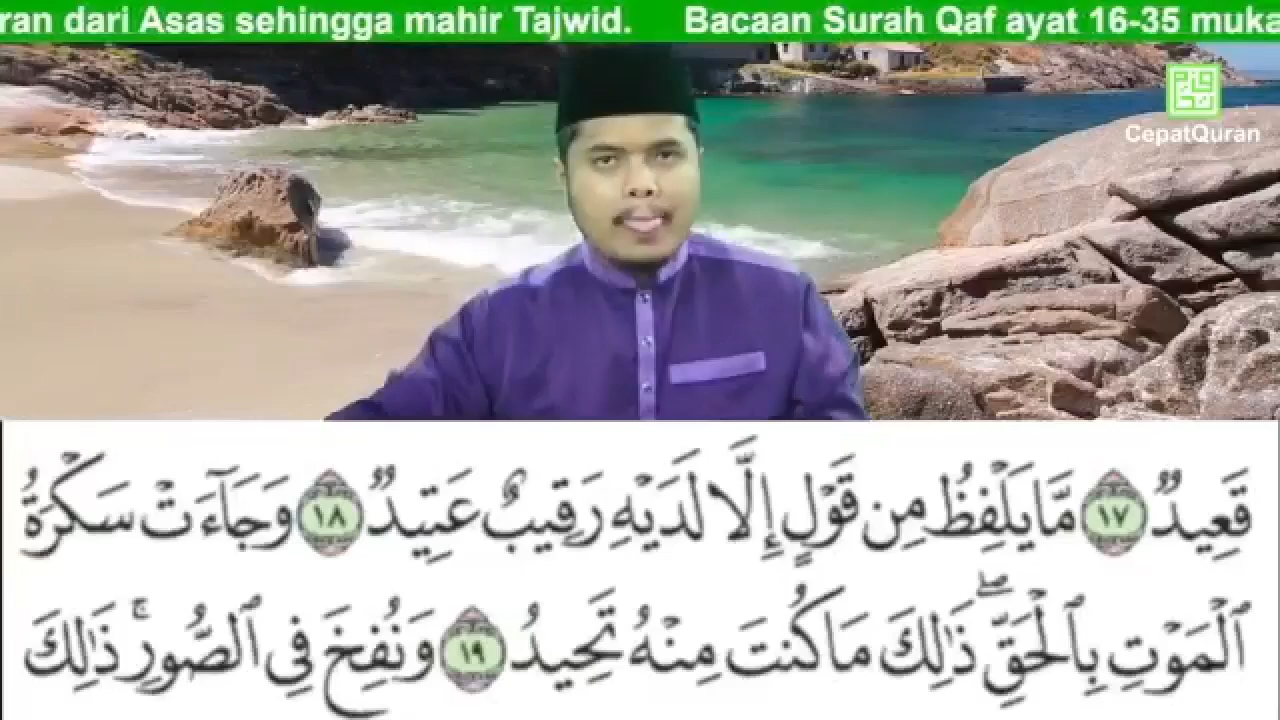 ran dari Asas sehingga mahir Tajwid. Bacaan Surah Qaf ayat 16-35 muka
CepatQuran
قَعِيدٌ ١٧ مَّا يَلْفِظُ مِن قَوْلٍ إِلَّا لَدَيْهِ رَقِيبٌ عَتِيدٌ ١٨ وَجَآءَتْ سَكْرَةُ
ٱلْمَوْتِ بِٱلْحَقِّ ۖ ذَٰلِكَ مَا كُنتَ مِنْهُ تَحِيدُ ١٩ وَنُفِخَ فِى ٱلصُّورِ ۚ ذَٰلِكَ